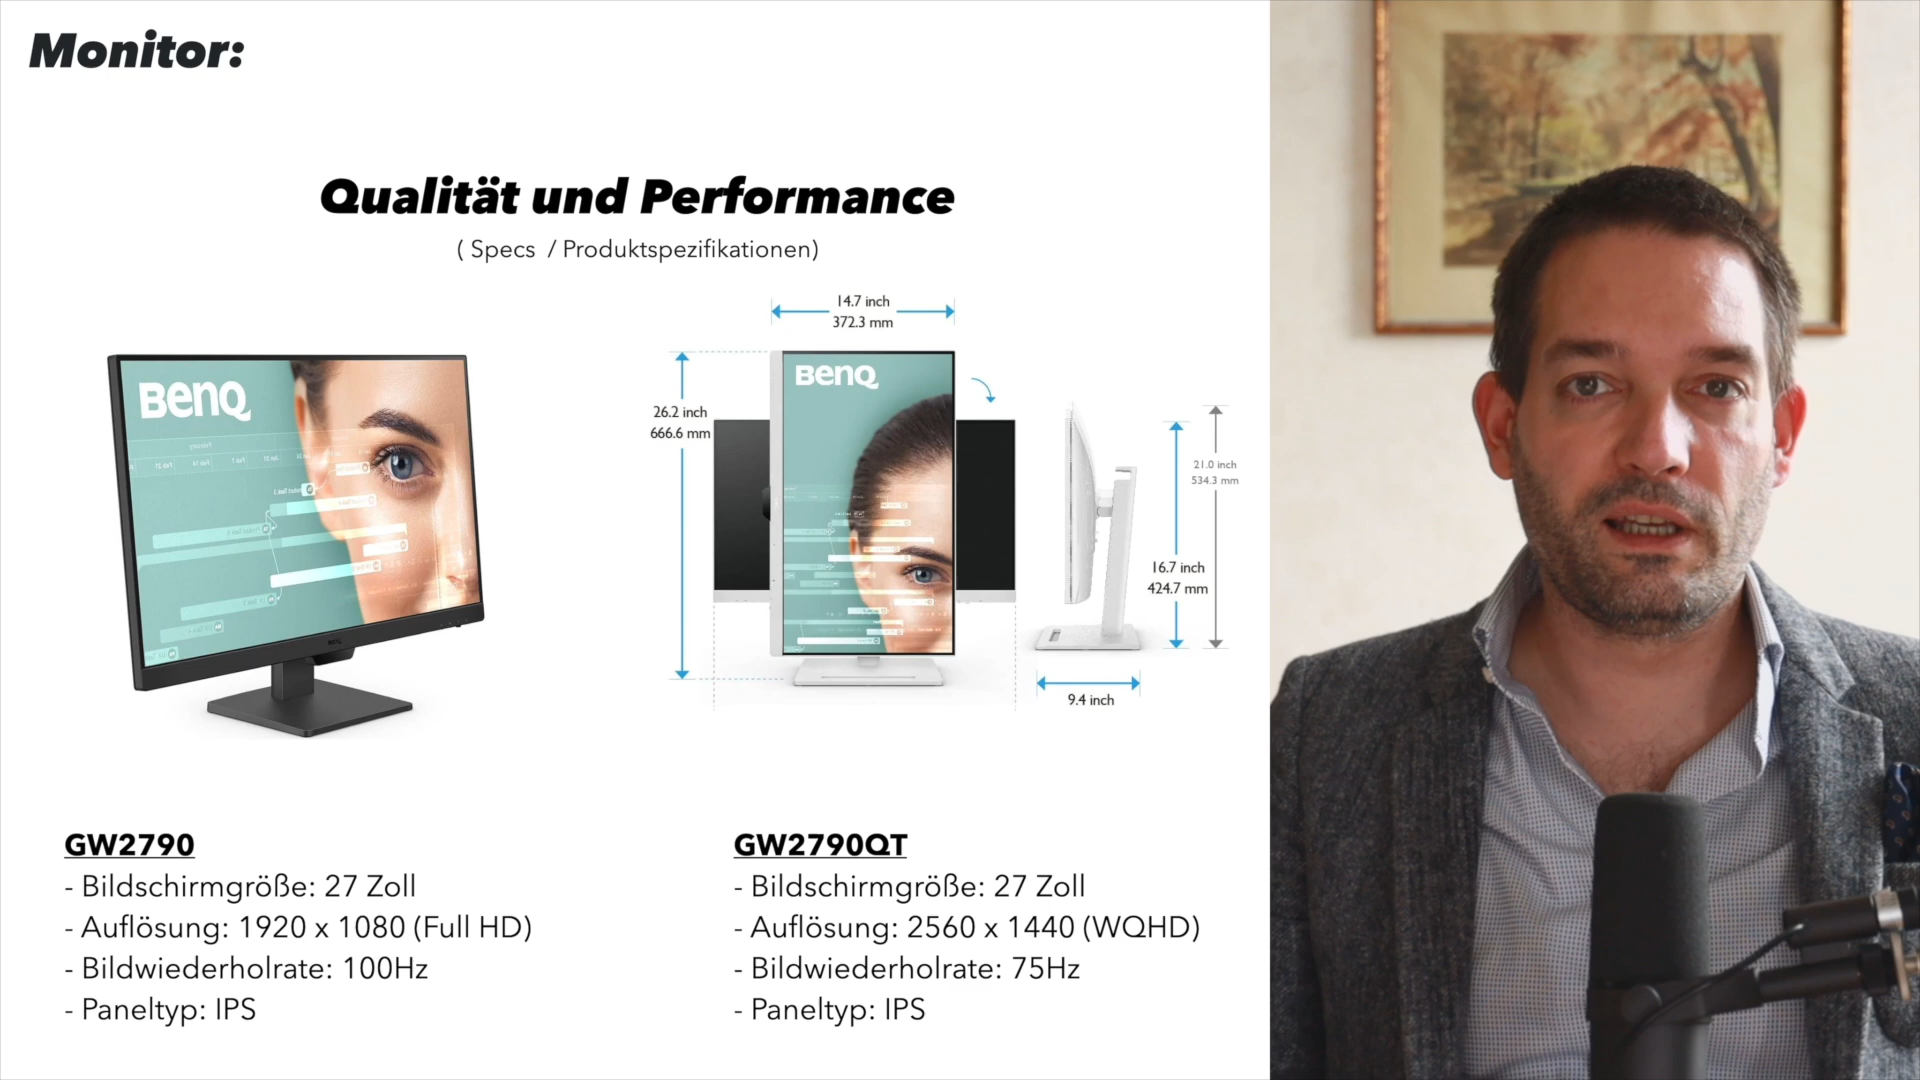 Monitor:
Qualität und Performance
( Specs / Produktspezifikationen)
BenQ
14.7 inch
372.3 mm
26.2 inch
666.6 mm
BenQ
21.0 inch
534.3 mm
16.7 inch
424.7 mm
9.4 inch
GW2790
- Bildschirmgröße: 27 Zoll
- Auflösung: 1920 x 1080 (Full HD)
- Bildwiederholrate: 100Hz
- Paneltyp: IPS
GW2790QT
- Bildschirmgröße: 27 Zoll
- Auflösung: 2560 x 1440 (WQHD)
- Bildwiederholrate: 75Hz
- Paneltyp: IPS